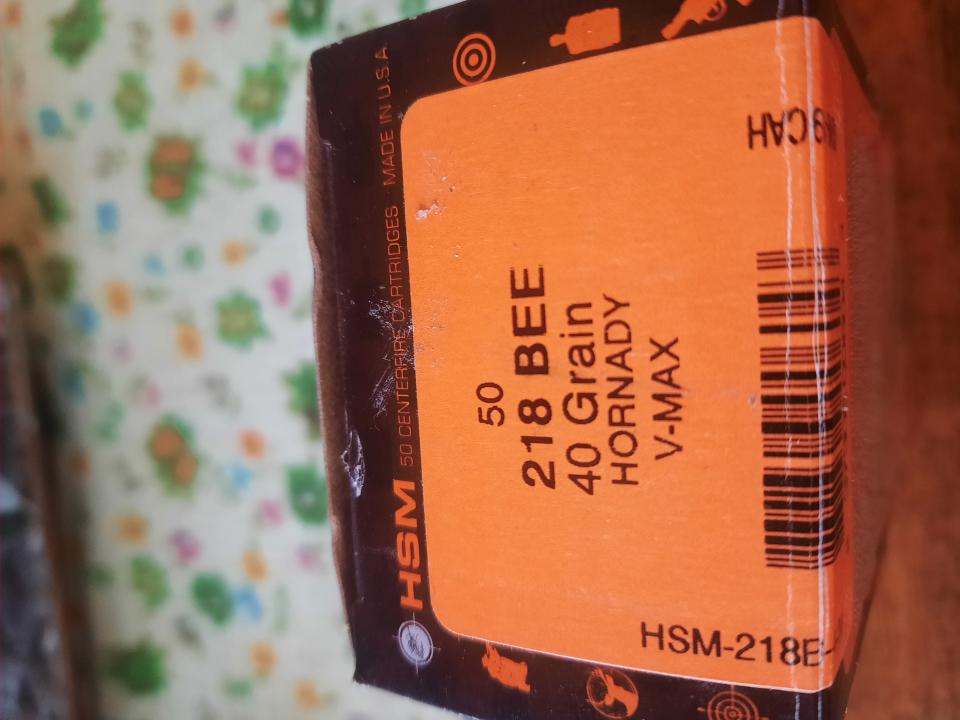 HSM 50 CENTERFIRE CARTRIDGES MADE IN U.S.A.
50
218 BEE
40 Grain
HORNADY
V-MAX
HSM-218B-